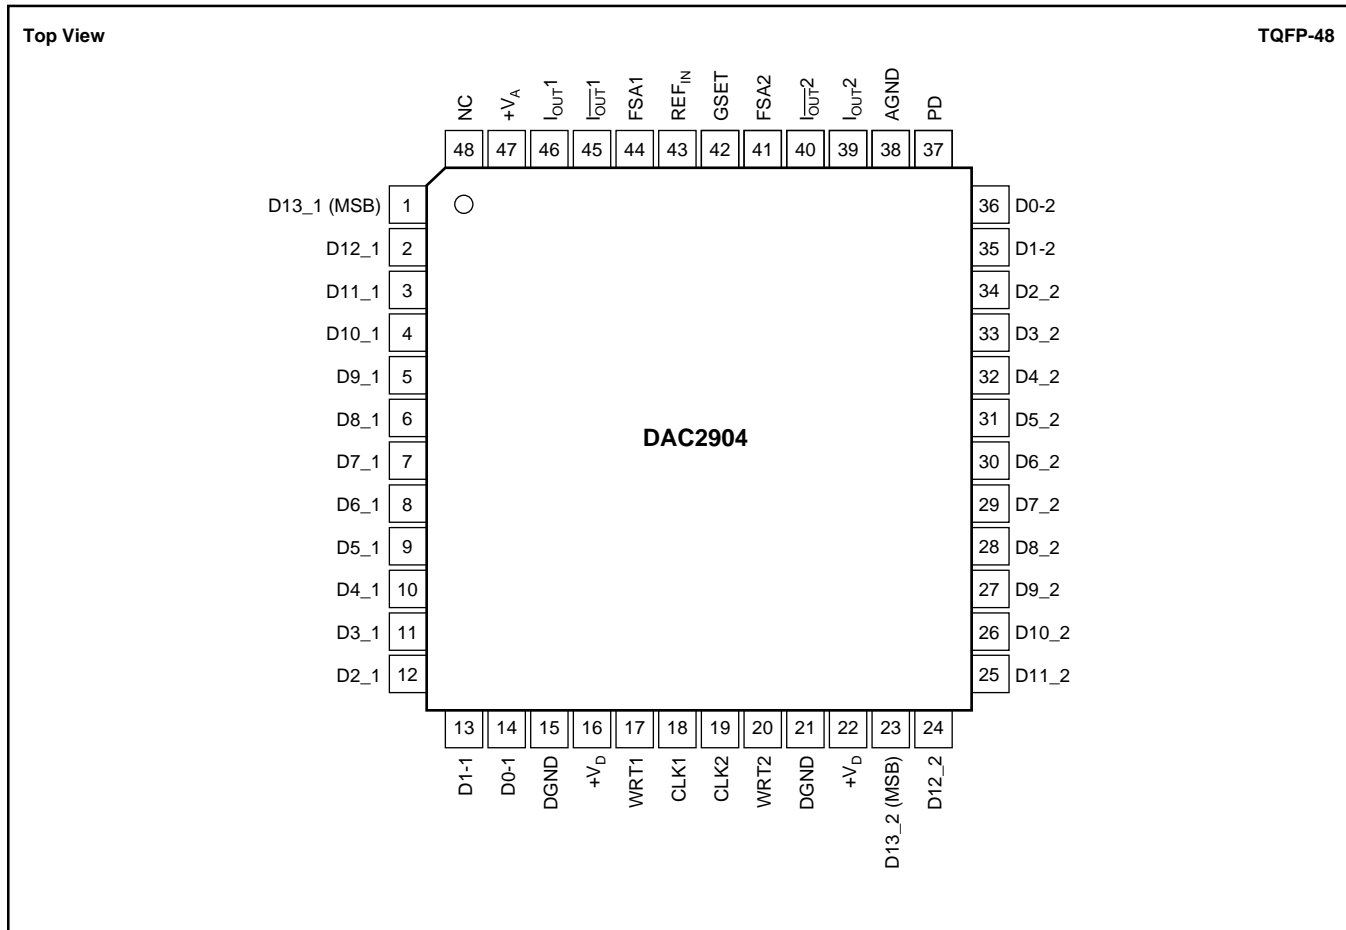 Top View
TQFP-48
NC
+VA
IOUT1
I̅O̅U̅T̅1
FSA1
REFIN
GSET
FSA2
I̅O̅U̅T̅2
IOUT2
AGND
PD
48 47 46 45 44 43 42 41 40 39 38 37
D13_1 (MSB) 1
D12_1 2
D11_1 3
D10_1 4
D9_1 5
D8_1 6
D7_1 7
D6_1 8
D5_1 9
D4_1 10
D3_1 11
D2_1 12
DAC2904
36 D0-2
35 D1-2
34 D2_2
33 D3_2
32 D4_2
31 D5_2
30 D6_2
29 D7_2
28 D8_2
27 D9_2
26 D10_2
25 D11_2
13 14 15 16 17 18 19 20 21 22 23 24
D1-1
D0-1
DGND
+VD
WRT1
CLK1
CLK2
WRT2
DGND
+VD
D13_2 (MSB)
D12_2